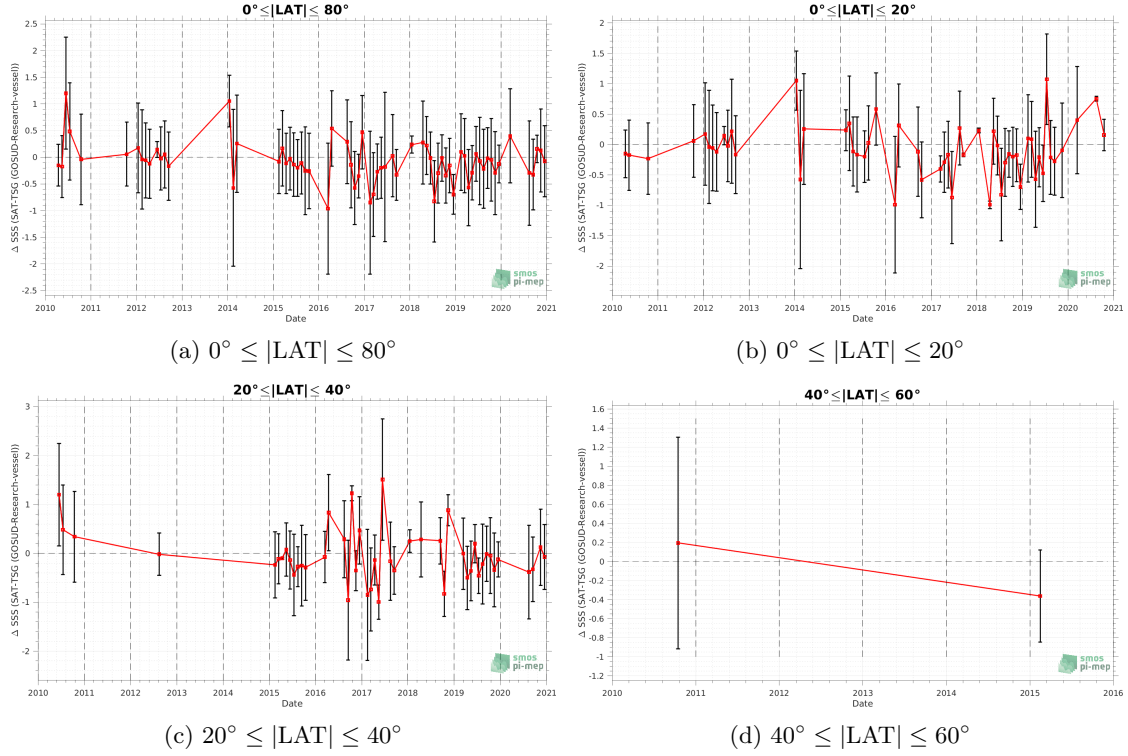 0°≤|LAT|≤ 80°
Δ SSS (SAT-TSG (GOSUD-Research-vessel))
2.5
2
1.5
1
0.5
0
-0.5
-1
-1.5
-2
-2.5
2010 2011 2012 2013 2014 2015 2016 2017 2018 2019 2020 2021
Date
smos
pi-mep
(a) 0° ≤ |LAT| ≤ 80°
0°≤|LAT|≤ 20°
Δ SSS (SAT-TSG (GOSUD-Research-vessel))
2
1.5
1
0.5
0
-0.5
-1
-1.5
-2
2010 2011 2012 2013 2014 2015 2016 2017 2018 2019 2020 2021
Date
smos
pi-mep
(b) 0° ≤ |LAT| ≤ 20°
20°≤|LAT|≤ 40°
Δ SSS (SAT-TSG (GOSUD-Research-vessel))
3
2
1
0
-1
-2
2010 2011 2012 2013 2014 2015 2016 2017 2018 2019 2020 2021
Date
smos
pi-mep
(c) 20° ≤ |LAT| ≤ 40°
40°≤|LAT|≤ 60°
Δ SSS (SAT-TSG (GOSUD-Research-vessel))
1.6
1.4
1.2
1
0.8
0.6
0.4
0.2
0
-0.2
-0.4
-0.6
-0.8
-1
-1.2
2010 2011 2012 2013 2014 2015 2016
Date
smos
pi-mep
(d) 40° ≤ |LAT| ≤ 60°